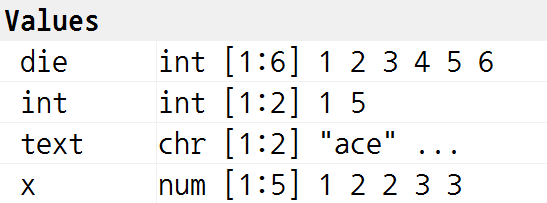 Values
die int [1:6] 1 2 3 4 5 6
int int [1:2] 1 5
text chr [1:2] "ace" ...
x num [1:5] 1 2 2 3 3